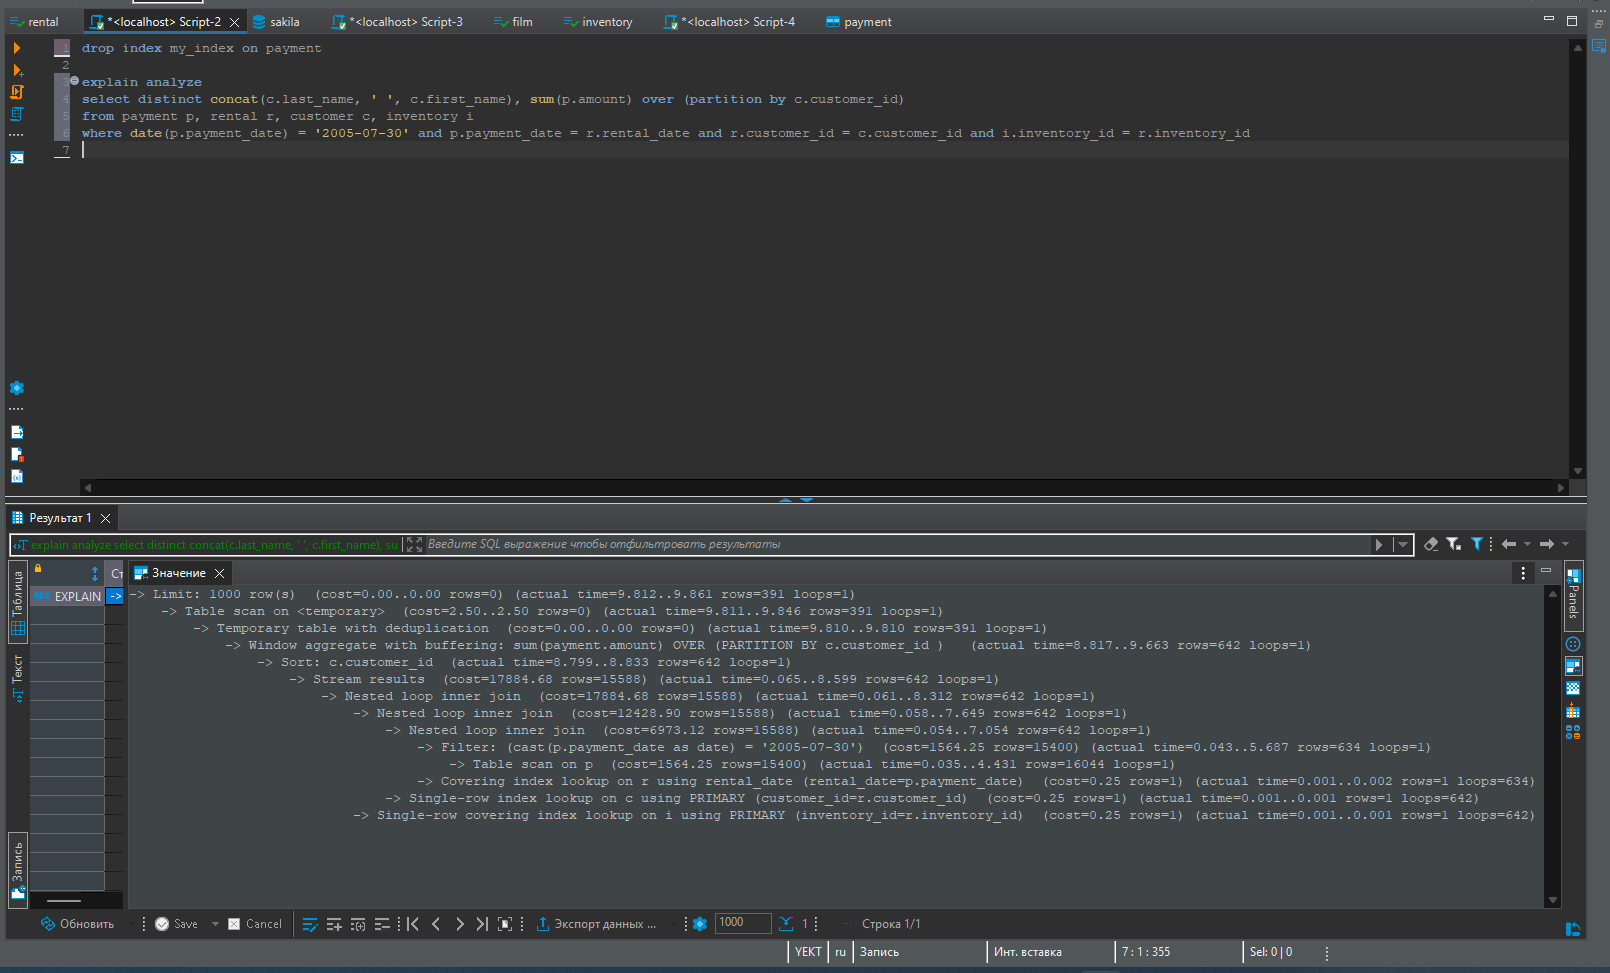 rental
*<localhost> Script-2
sakila
*<localhost> Script-3
film
inventory
*<localhost> Script-4
payment
1 drop index my_index on payment
2
3 explain analyze
4 select distinct concat(c.last_name, ' ', c.first_name), sum(p.amount) over (partition by c.customer_id)
5 from payment p, rental r, customer c, inventory i
6 where date(p.payment_date) = '2005-07-30' and p.payment_date = r.rental_date and r.customer_id = c.customer_id and i.inventory_id = r.inventory_id
7
Результат 1
explain analyze select distinct concat(c.last_name, ' ', c.first_name), su
Введите SQL выражение чтобы отфильтровать результаты
Таблица
Текст
Запись
Ст
ABC EXPLAIN
->
Значение
-> Limit: 1000 row(s)  (cost=0.00..0.00 rows=0) (actual time=9.812..9.861 rows=391 loops=1)
-> Table scan on <temporary>  (cost=2.50..2.50 rows=0) (actual time=9.811..9.846 rows=391 loops=1)
-> Temporary table with deduplication  (cost=0.00..0.00 rows=0) (actual time=9.810..9.810 rows=391 loops=1)
-> Window aggregate with buffering: sum(payment.amount) OVER (PARTITION BY c.customer_id )   (actual time=8.817..9.663 rows=642 loops=1)
-> Sort: c.customer_id  (actual time=8.799..8.833 rows=642 loops=1)
-> Stream results  (cost=17884.68 rows=15588) (actual time=0.065..8.599 rows=642 loops=1)
-> Nested loop inner join  (cost=17884.68 rows=15588) (actual time=0.061..8.312 rows=642 loops=1)
-> Nested loop inner join  (cost=12428.90 rows=15588) (actual time=0.058..7.649 rows=642 loops=1)
-> Nested loop inner join  (cost=6973.12 rows=15588) (actual time=0.054..7.054 rows=642 loops=1)
-> Filter: (cast(p.payment_date as date) = '2005-07-30')  (cost=1564.25 rows=15400) (actual time=0.043..5.687 rows=634 loops=1)
-> Table scan on p  (cost=1564.25 rows=15400) (actual time=0.035..4.431 rows=16044 loops=1)
-> Covering index lookup on r using rental_date (rental_date=p.payment_date)  (cost=0.25 rows=1) (actual time=0.001..0.002 rows=1 loops=634)
-> Single-row index lookup on c using PRIMARY (customer_id=r.customer_id)  (cost=0.25 rows=1) (actual time=0.001..0.001 rows=1 loops=642)
-> Single-row covering index lookup on i using PRIMARY (inventory_id=r.inventory_id)  (cost=0.25 rows=1) (actual time=0.001..0.001 rows=1 loops=642)
Panels
Обновить
Save
Cancel
Экспорт данных ...
1000
1
Строка 1/1
YEKT
ru
Запись
Инт. вставка
7 : 1 : 355
Sel: 0 | 0